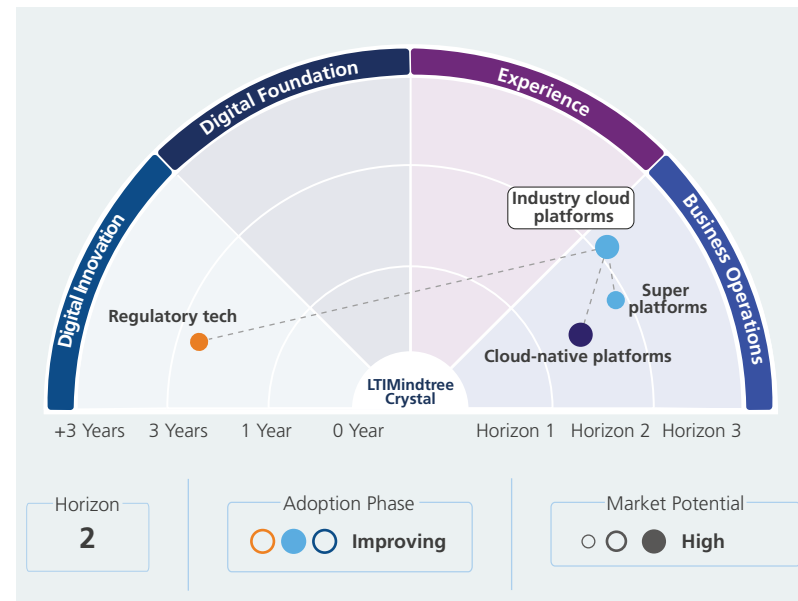 Digital Innovation
Digital Foundation
Experience
Business Operations
Industry cloud
platforms
Regulatory tech
Super
platforms
Cloud-native platforms
LTIMindtree
Crystal
+3 Years 3 Years 1 Year 0 Year Horizon 1 Horizon 2 Horizon 3
Horizon
2
Adoption Phase
Improving
Market Potential
High